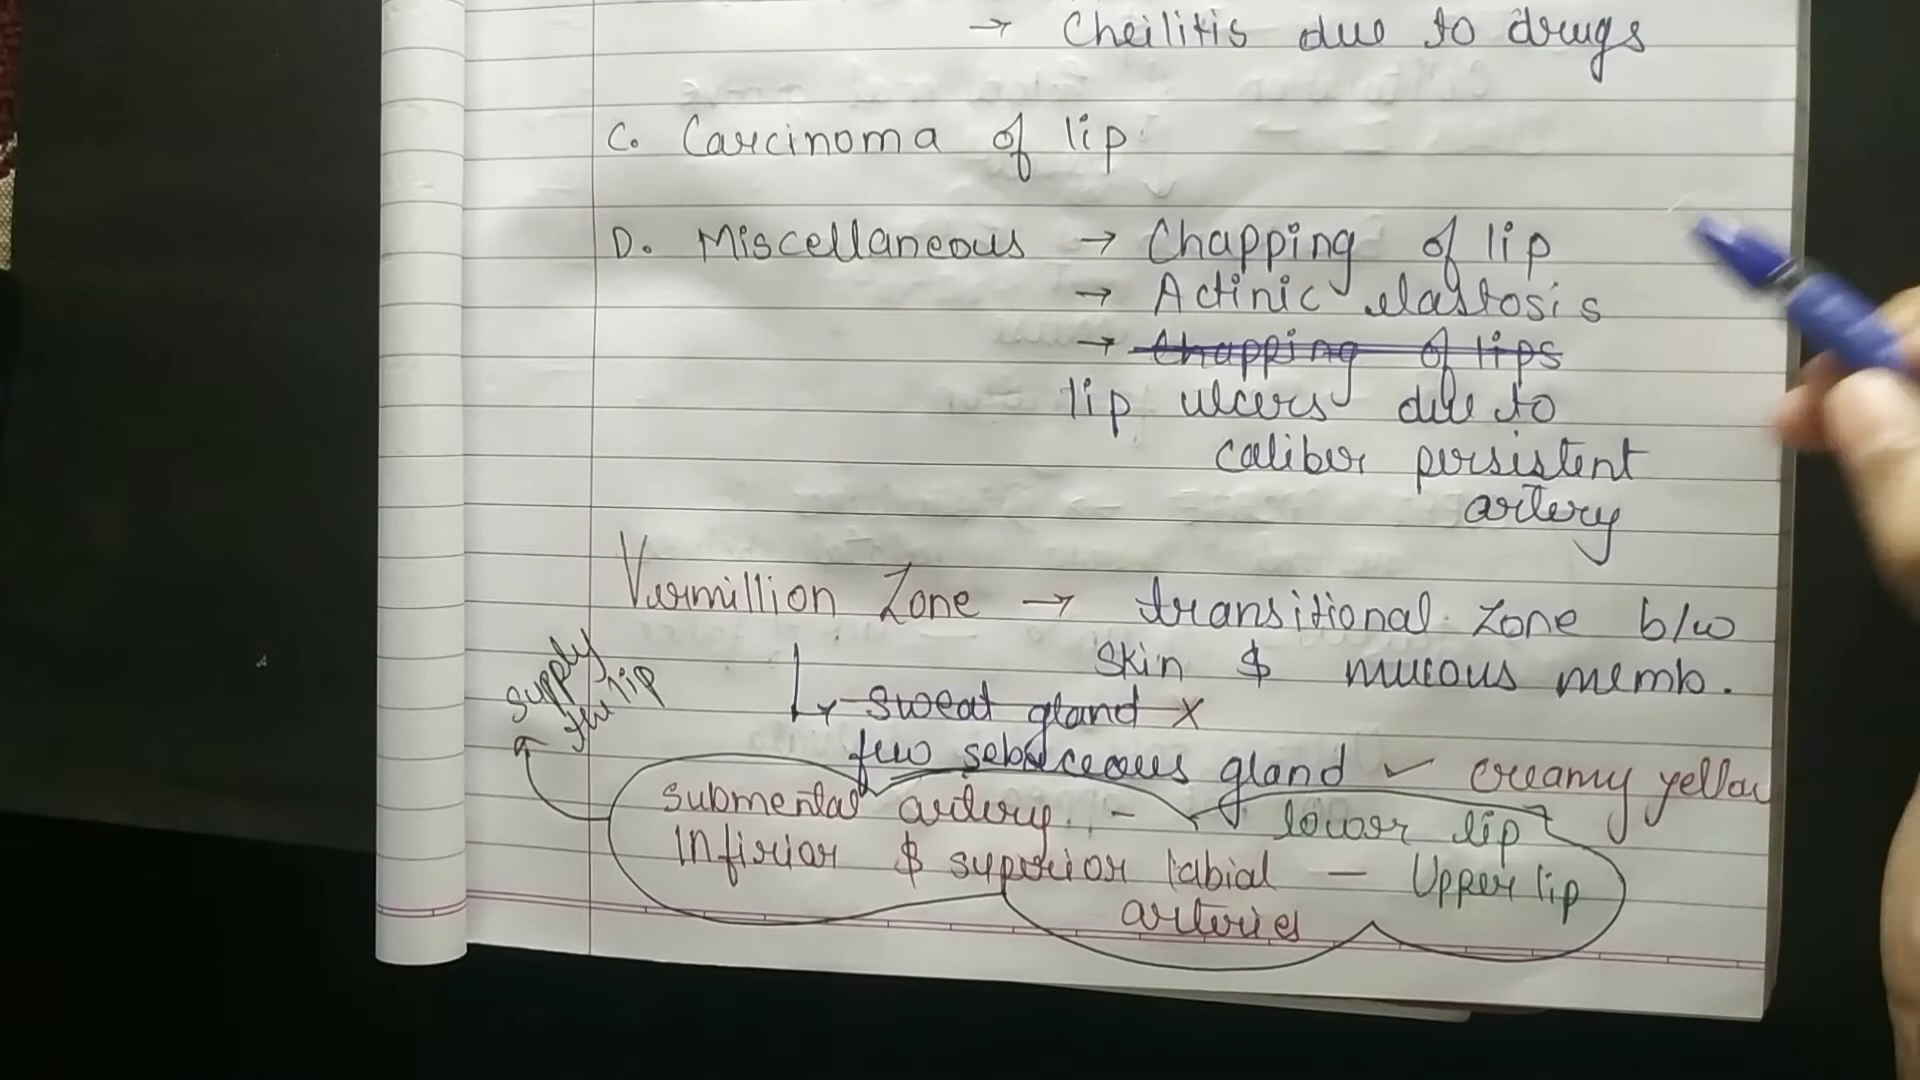 → Cheilitis due to drugs
C. Carcinoma of lip
D. Miscellaneous → Chapping of lip
→ Actinic elastosis
→ Chapping of lips
lip ulcers due to
caliber persistent
artery
Vermillion Zone → transitional zone b/w
skin $ mucous memb.
supply
the lip
↳ sweat gland ×
few sebaceous gland ✓ creamy yellow
submental artery - lower lip
Inferior $ superior labial — Upper lip
arteries